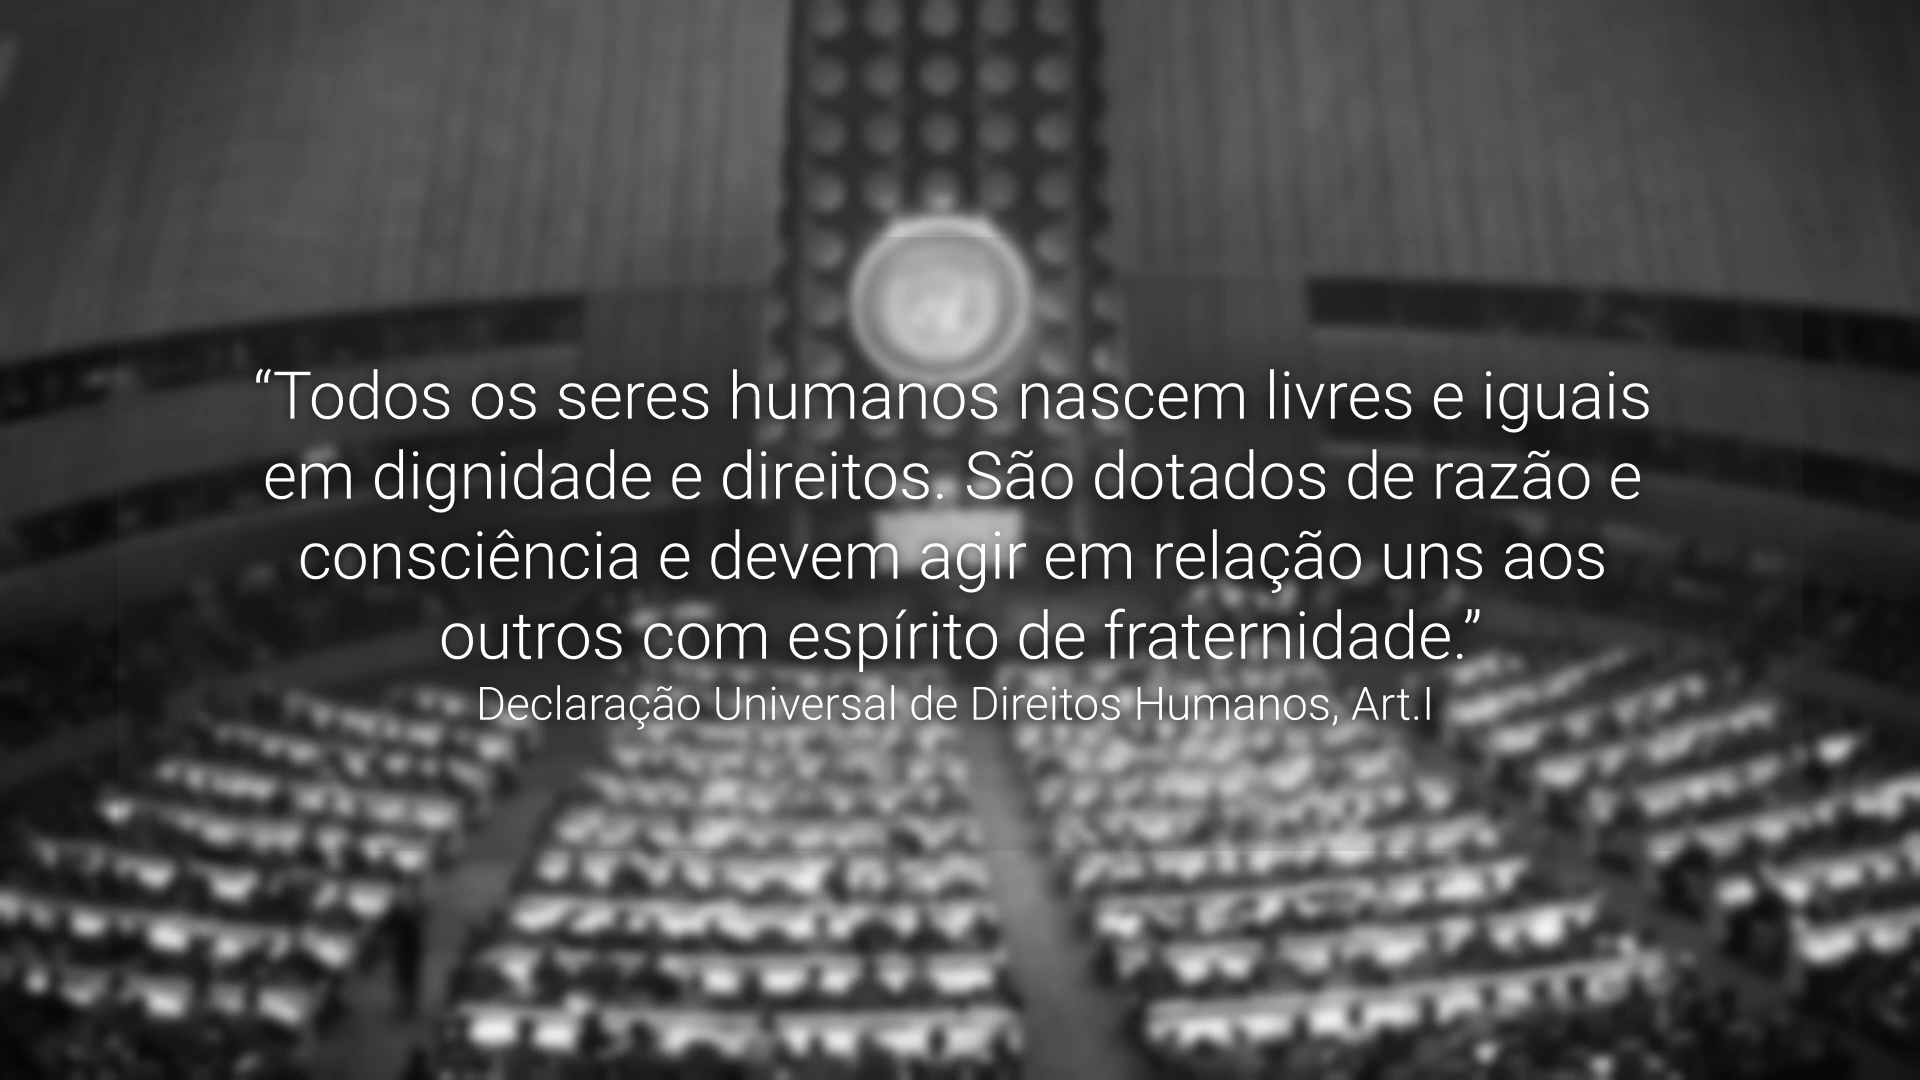 “Todos os seres humanos nascem livres e iguais
em dignidade e direitos. São dotados de razão e
consciência e devem agir em relação uns aos
outros com espírito de fraternidade.”
Declaração Universal de Direitos Humanos, Art.I